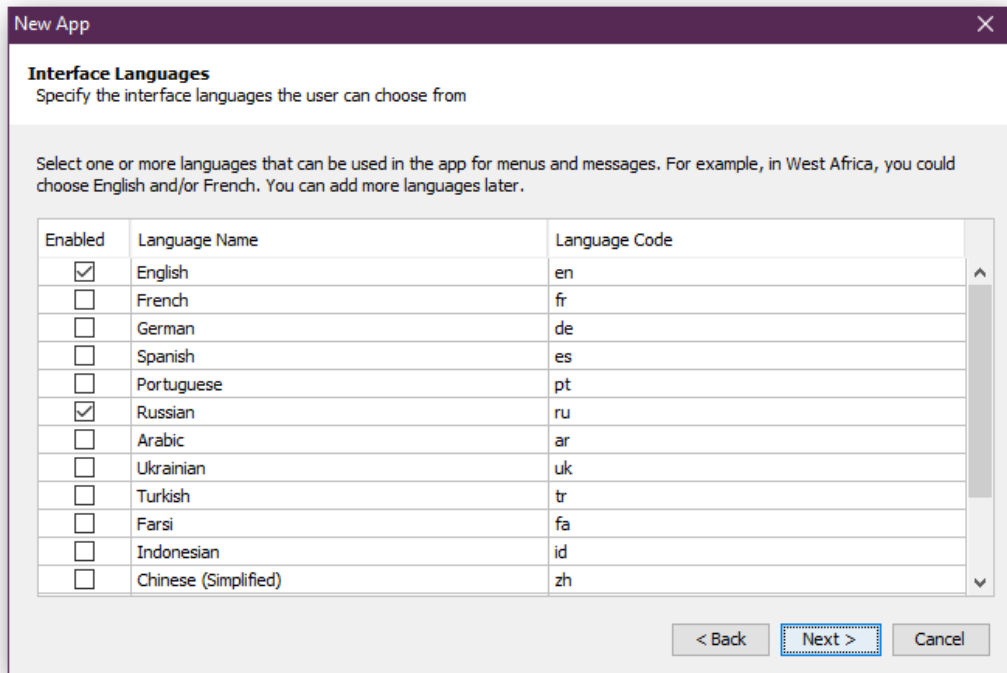 New App
Interface Languages
Specify the interface languages the user can choose from
Select one or more languages that can be used in the app for menus and messages. For example, in West Africa, you could
choose English and/or French. You can add more languages later.
Enabled Language Name Language Code
English en
French fr
German de
Spanish es
Portuguese pt
Russian ru
Arabic ar
Ukrainian uk
Turkish tr
Farsi fa
Indonesian id
Chinese (Simplified) zh
< Back Next > Cancel